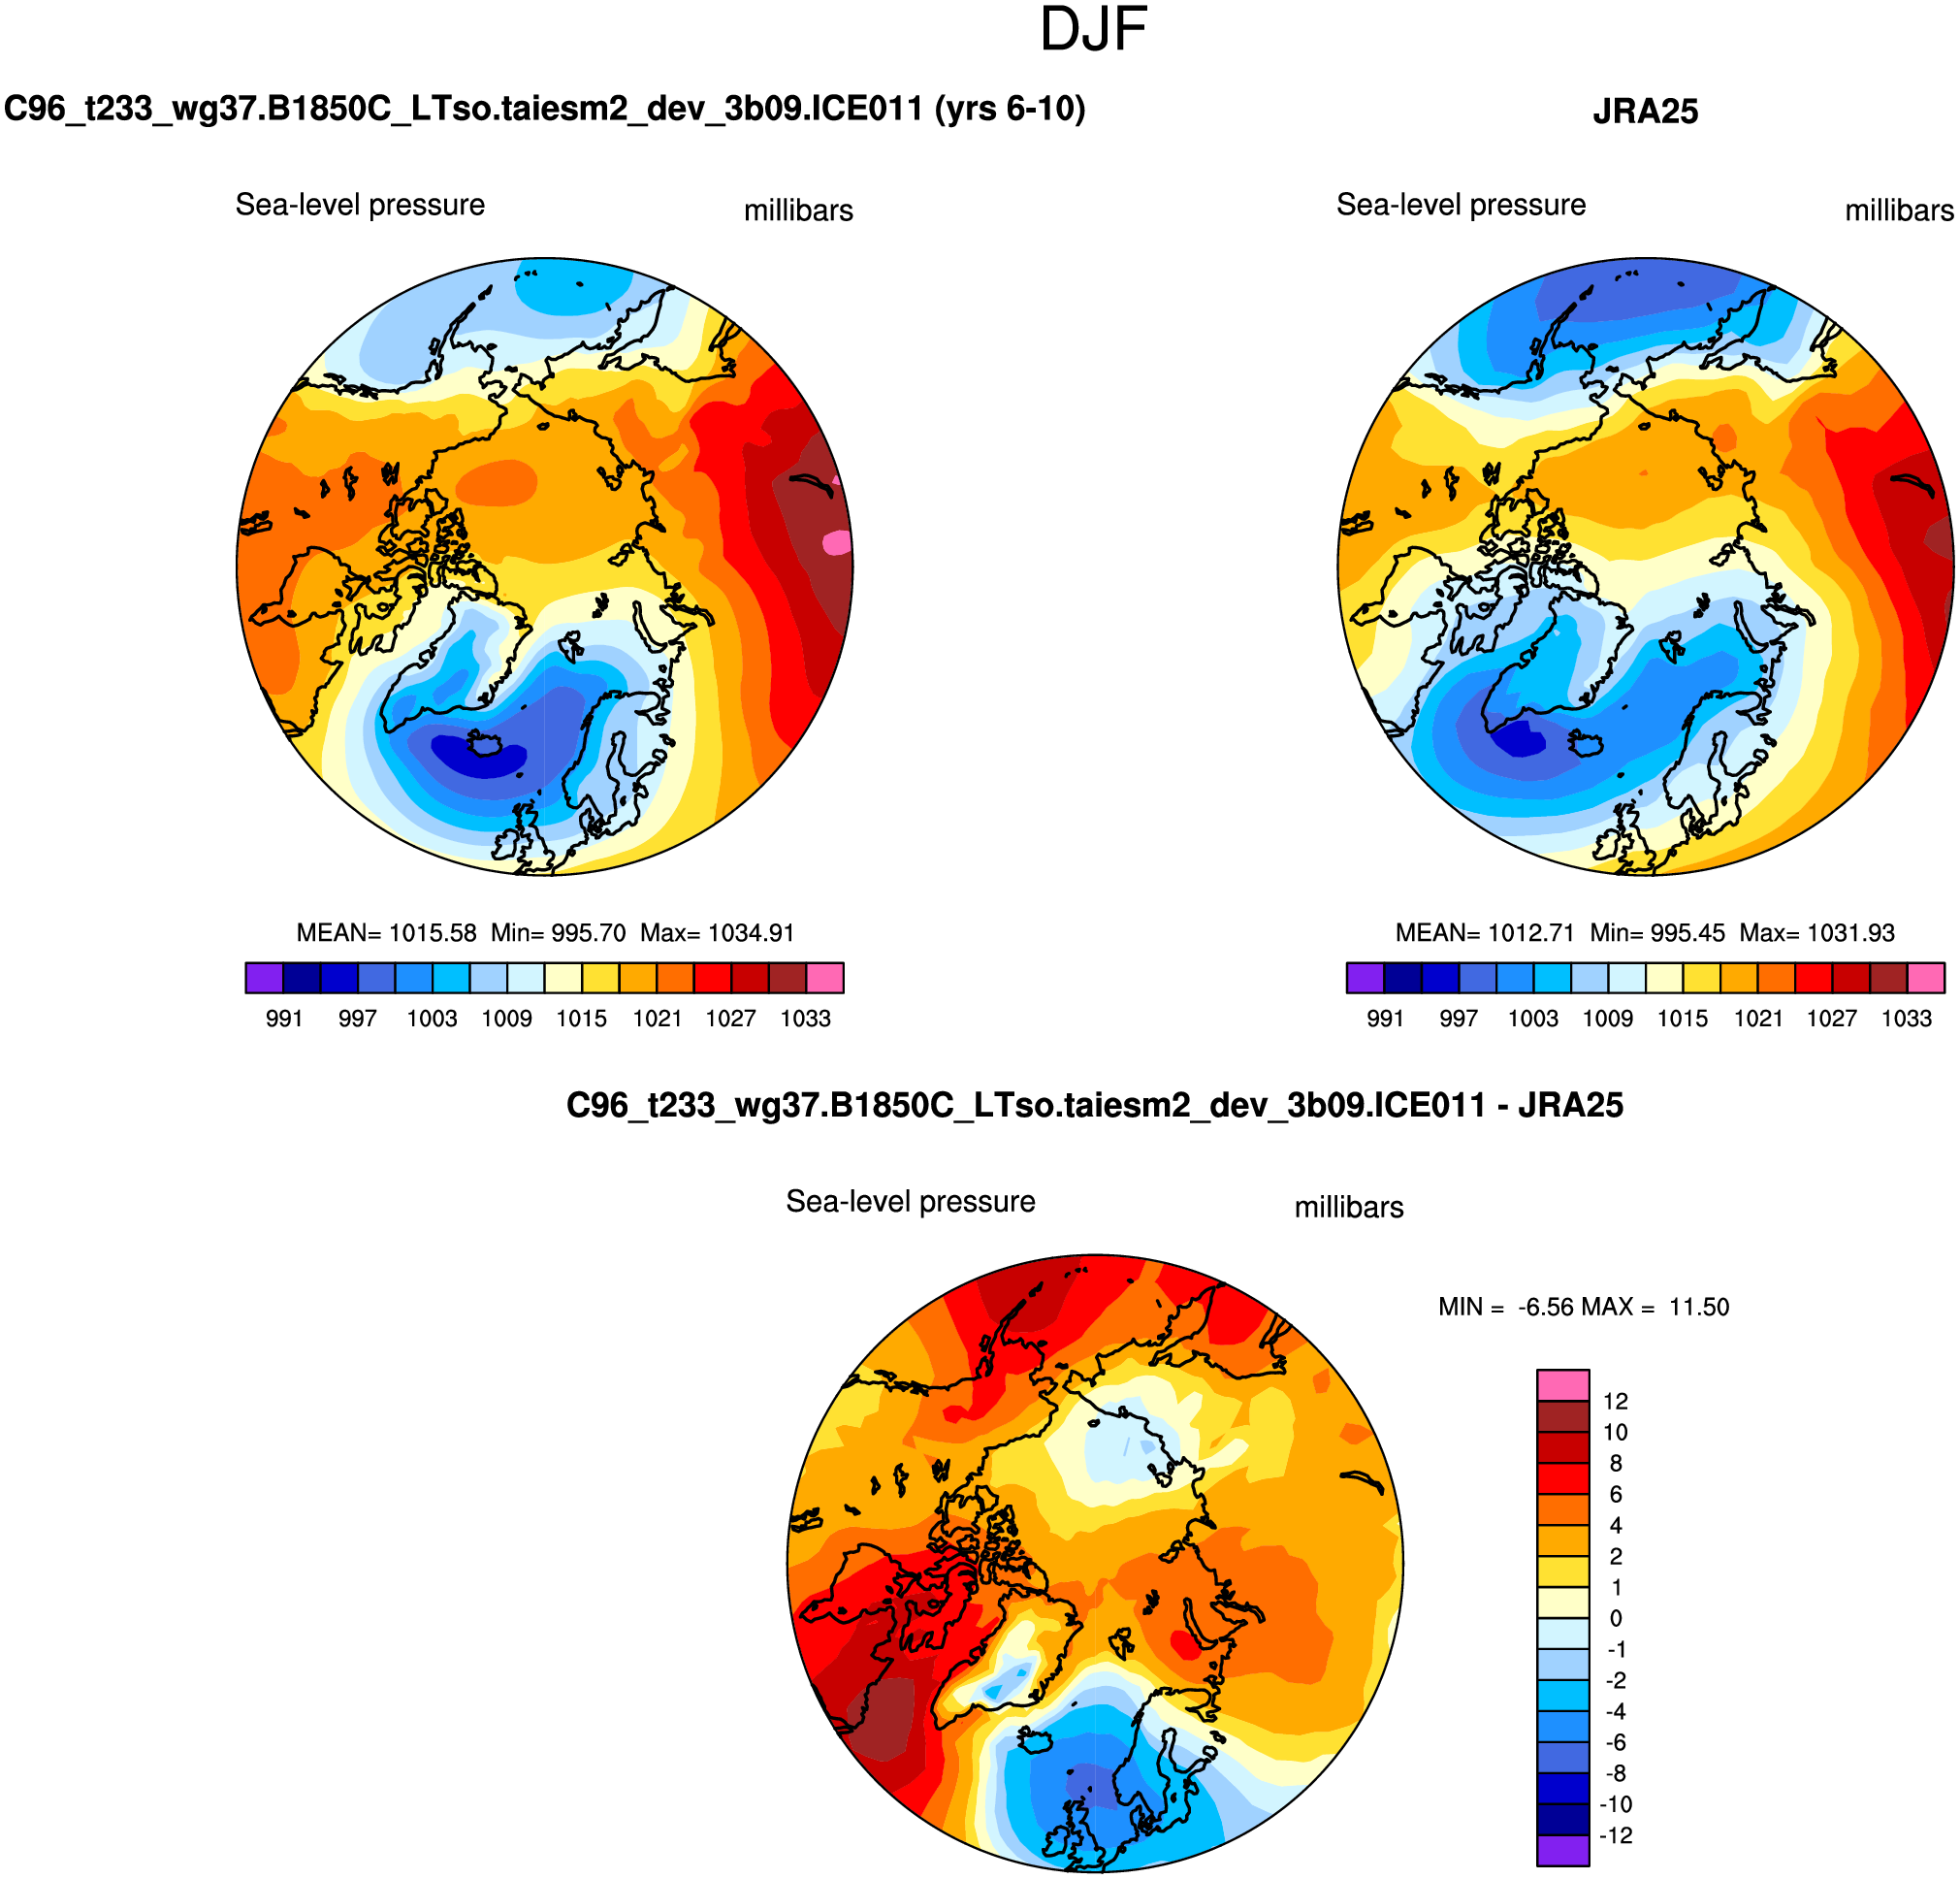 DJF
C96_t233_wg37.B1850C_LTso.taiesm2_dev_3b09.ICE011 (yrs 6-10)
JRA25
Sea-level pressure millibars
Sea-level pressure millibars
MEAN= 1015.58 Min= 995.70 Max= 1034.91
MEAN= 1012.71 Min= 995.45 Max= 1031.93
991 997 1003 1009 1015 1021 1027 1033
991 997 1003 1009 1015 1021 1027 1033
C96_t233_wg37.B1850C_LTso.taiesm2_dev_3b09.ICE011 - JRA25
Sea-level pressure millibars
MIN = -6.56 MAX = 11.50
12
10
8
6
4
2
1
0
-1
-2
-4
-6
-8
-10
-12